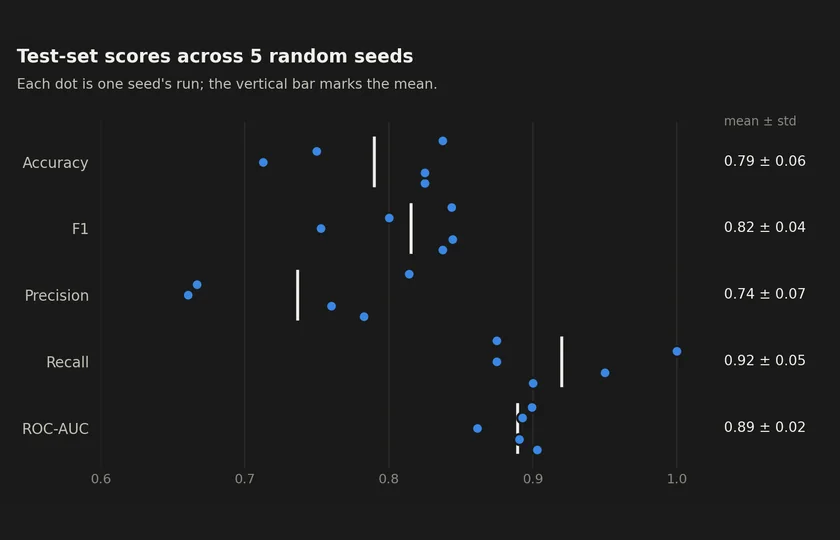 Test-set scores across 5 random seeds
Each dot is one seed's run; the vertical bar marks the mean.
mean ± std
Accuracy 0.79 ± 0.06
F1 0.82 ± 0.04
Precision 0.74 ± 0.07
Recall 0.92 ± 0.05
ROC-AUC 0.89 ± 0.02
0.6 0.7 0.8 0.9 1.0